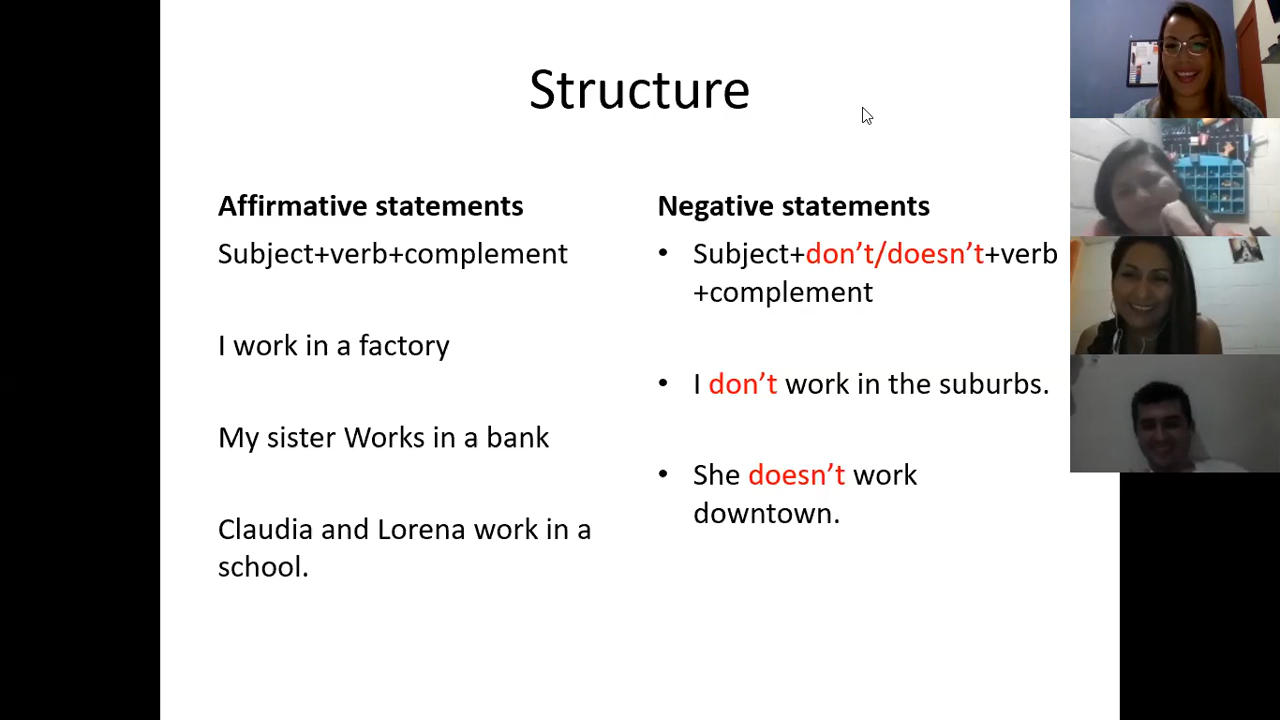 Structure
Affirmative statements
Subject+verb+complement
I work in a factory
My sister Works in a bank
Claudia and Lorena work in a
school.
Negative statements
• Subject+don’t/doesn’t+verb
+complement
• I don’t work in the suburbs.
• She doesn’t work
downtown.